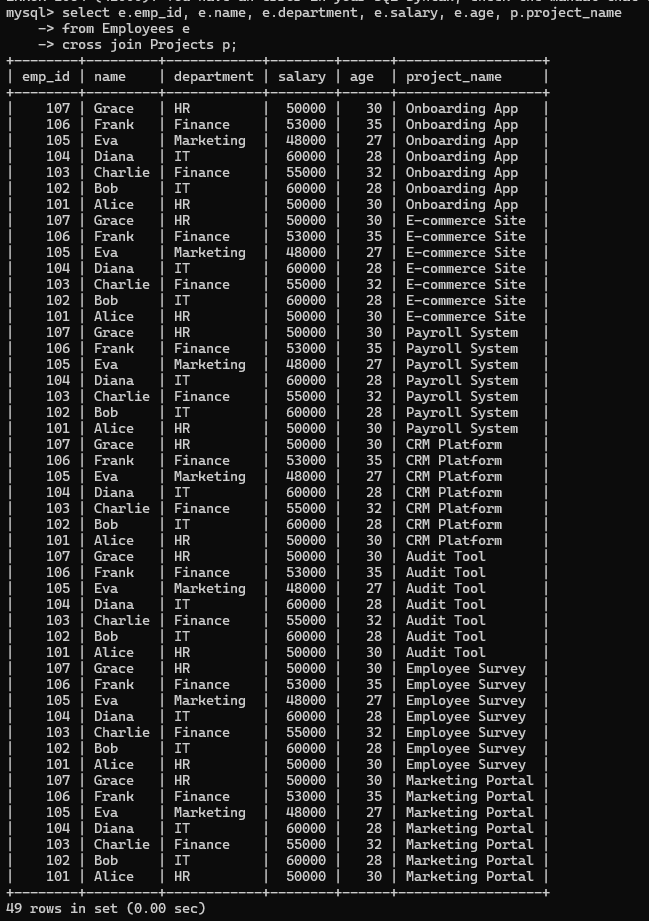 mysql> select e.emp_id, e.name, e.department, e.salary, e.age, p.project_name
    -> from Employees e
    -> cross join Projects p;
+--------+---------+------------+--------+------+------------------+
| emp_id | name    | department | salary | age  | project_name     |
+--------+---------+------------+--------+------+------------------+
|    107 | Grace   | HR         |  50000 |   30 | Onboarding App   |
|    106 | Frank   | Finance    |  53000 |   35 | Onboarding App   |
|    105 | Eva     | Marketing  |  48000 |   27 | Onboarding App   |
|    104 | Diana   | IT         |  60000 |   28 | Onboarding App   |
|    103 | Charlie | Finance    |  55000 |   32 | Onboarding App   |
|    102 | Bob     | IT         |  60000 |   28 | Onboarding App   |
|    101 | Alice   | HR         |  50000 |   30 | Onboarding App   |
|    107 | Grace   | HR         |  50000 |   30 | E-commerce Site  |
|    106 | Frank   | Finance    |  53000 |   35 | E-commerce Site  |
|    105 | Eva     | Marketing  |  48000 |   27 | E-commerce Site  |
|    104 | Diana   | IT         |  60000 |   28 | E-commerce Site  |
|    103 | Charlie | Finance    |  55000 |   32 | E-commerce Site  |
|    102 | Bob     | IT         |  60000 |   28 | E-commerce Site  |
|    101 | Alice   | HR         |  50000 |   30 | E-commerce Site  |
|    107 | Grace   | HR         |  50000 |   30 | Payroll System   |
|    106 | Frank   | Finance    |  53000 |   35 | Payroll System   |
|    105 | Eva     | Marketing  |  48000 |   27 | Payroll System   |
|    104 | Diana   | IT         |  60000 |   28 | Payroll System   |
|    103 | Charlie | Finance    |  55000 |   32 | Payroll System   |
|    102 | Bob     | IT         |  60000 |   28 | Payroll System   |
|    101 | Alice   | HR         |  50000 |   30 | Payroll System   |
|    107 | Grace   | HR         |  50000 |   30 | CRM Platform     |
|    106 | Frank   | Finance    |  53000 |   35 | CRM Platform     |
|    105 | Eva     | Marketing  |  48000 |   27 | CRM Platform     |
|    104 | Diana   | IT         |  60000 |   28 | CRM Platform     |
|    103 | Charlie | Finance    |  55000 |   32 | CRM Platform     |
|    102 | Bob     | IT         |  60000 |   28 | CRM Platform     |
|    101 | Alice   | HR         |  50000 |   30 | CRM Platform     |
|    107 | Grace   | HR         |  50000 |   30 | Audit Tool       |
|    106 | Frank   | Finance    |  53000 |   35 | Audit Tool       |
|    105 | Eva     | Marketing  |  48000 |   27 | Audit Tool       |
|    104 | Diana   | IT         |  60000 |   28 | Audit Tool       |
|    103 | Charlie | Finance    |  55000 |   32 | Audit Tool       |
|    102 | Bob     | IT         |  60000 |   28 | Audit Tool       |
|    101 | Alice   | HR         |  50000 |   30 | Audit Tool       |
|    107 | Grace   | HR         |  50000 |   30 | Employee Survey  |
|    106 | Frank   | Finance    |  53000 |   35 | Employee Survey  |
|    105 | Eva     | Marketing  |  48000 |   27 | Employee Survey  |
|    104 | Diana   | IT         |  60000 |   28 | Employee Survey  |
|    103 | Charlie | Finance    |  55000 |   32 | Employee Survey  |
|    102 | Bob     | IT         |  60000 |   28 | Employee Survey  |
|    101 | Alice   | HR         |  50000 |   30 | Employee Survey  |
|    107 | Grace   | HR         |  50000 |   30 | Marketing Portal |
|    106 | Frank   | Finance    |  53000 |   35 | Marketing Portal |
|    105 | Eva     | Marketing  |  48000 |   27 | Marketing Portal |
|    104 | Diana   | IT         |  60000 |   28 | Marketing Portal |
|    103 | Charlie | Finance    |  55000 |   32 | Marketing Portal |
|    102 | Bob     | IT         |  60000 |   28 | Marketing Portal |
|    101 | Alice   | HR         |  50000 |   30 | Marketing Portal |
+--------+---------+------------+--------+------+------------------+
49 rows in set (0.00 sec)